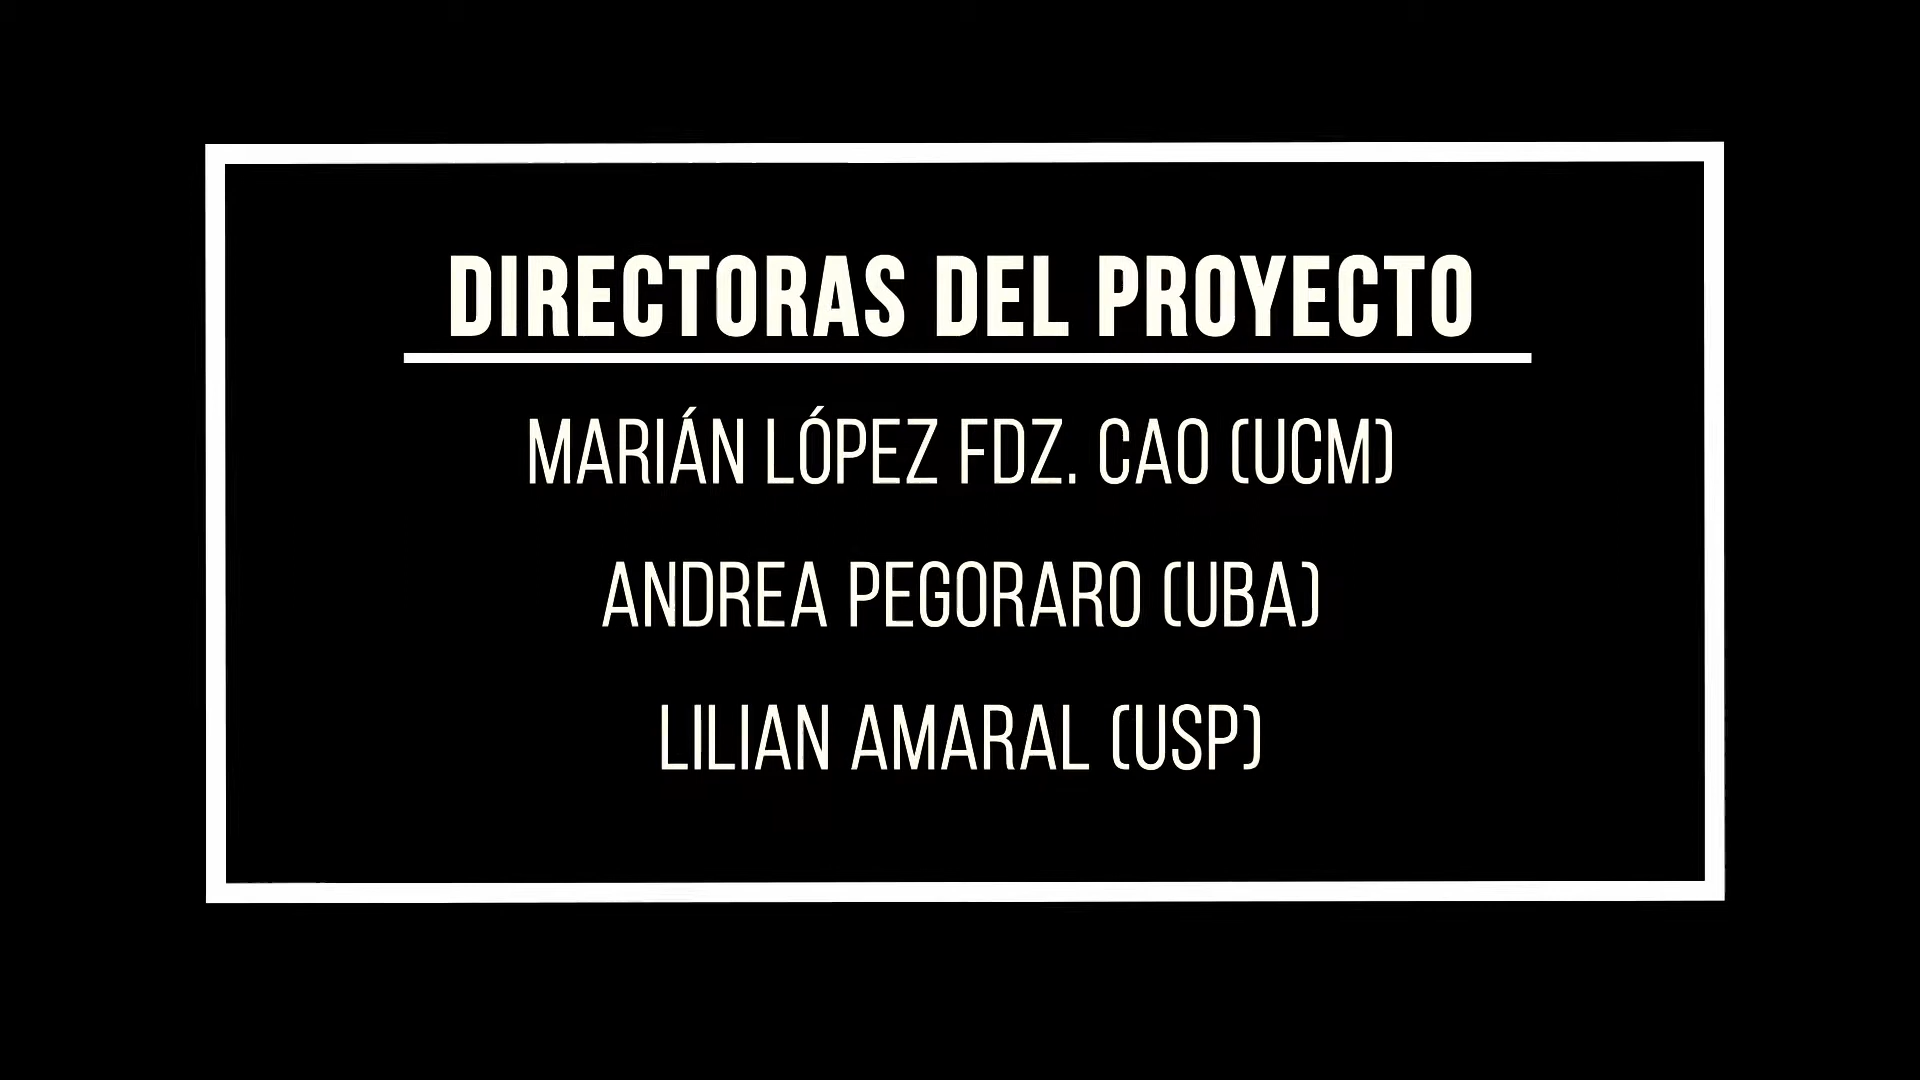 DIRECTORAS DEL PROYECTO
MARIÁN LÓPEZ FDZ. CAO (UCM)
ANDREA PEGORARO (UBA)
LILIAN AMARAL (USP)